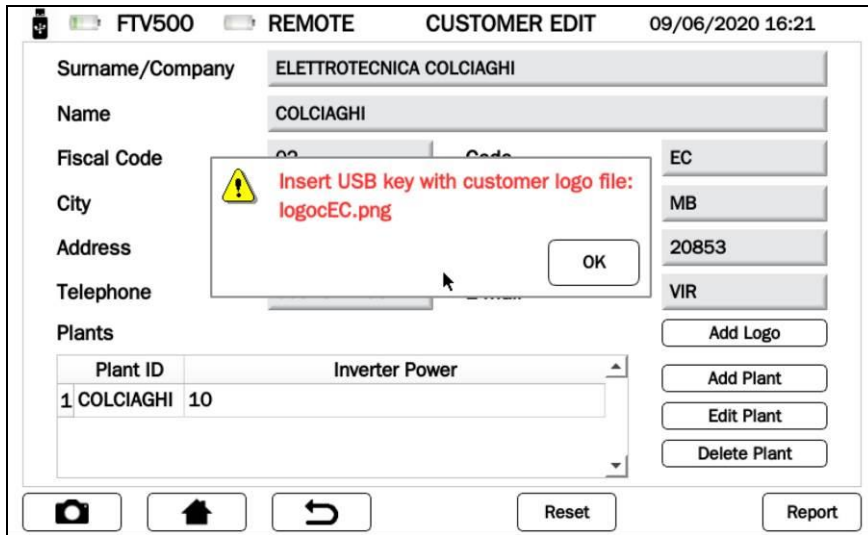 FTV500 REMOTE CUSTOMER EDIT 09/06/2020 16:21
Surname/Company ELETTROTECNICA COLCIAGHI
Name COLCIAGHI
Fiscal Code EC
Insert USB key with customer logo file:
logocEC.png
City MB
Address 20853
OK
Telephone VIR
Plants Add Logo
Plant ID Inverter Power Add Plant
1 COLCIAGHI 10
Edit Plant
Delete Plant
Reset Report